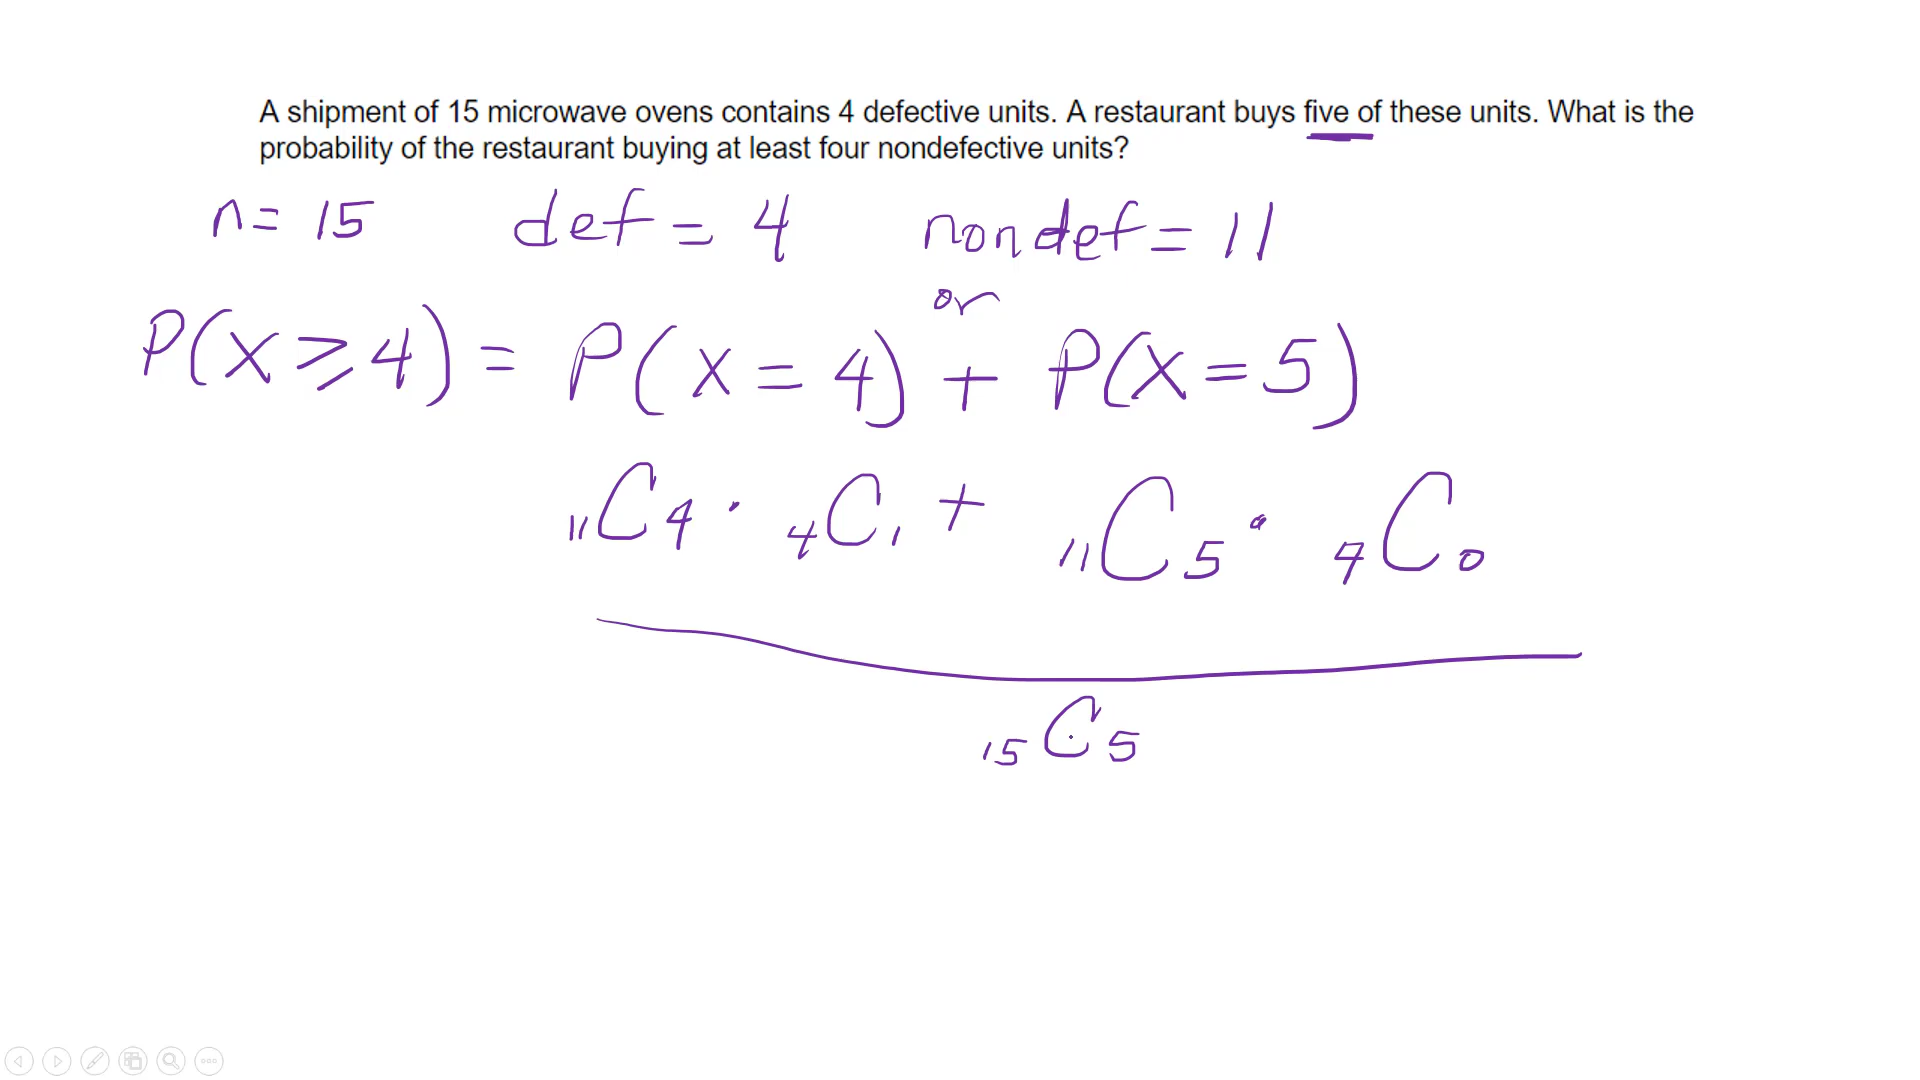 A shipment of 15 microwave ovens contains 4 defective units. A restaurant buys five of these units. What is the
probability of the restaurant buying at least four nondefective units?
n= 15 def = 4 nondef = 11
or
P(X ≥ 4) = P(X = 4) + P(X = 5)
₁₁C₄ · ₄C₁ + ₁₁C₅ · ₄C₀
₁₅C₅